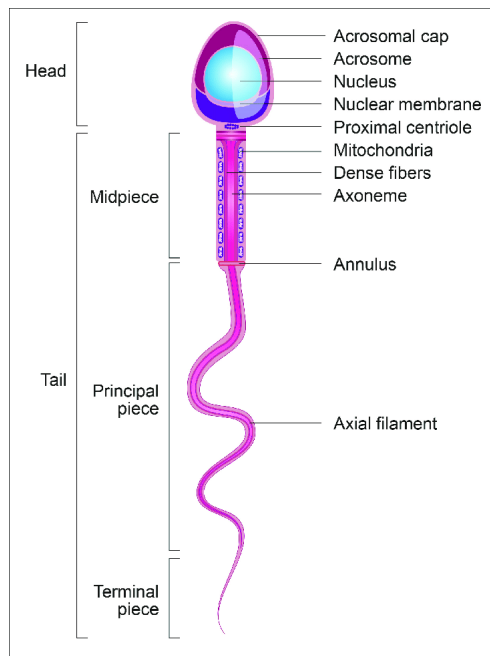 Acrosomal cap
Acrosome
Head
Nucleus
Nuclear membrane
Proximal centriole
Mitochondria
Dense fibers
Midpiece
Axoneme
Annulus
Tail
Principal
piece
Axial filament
Terminal
piece